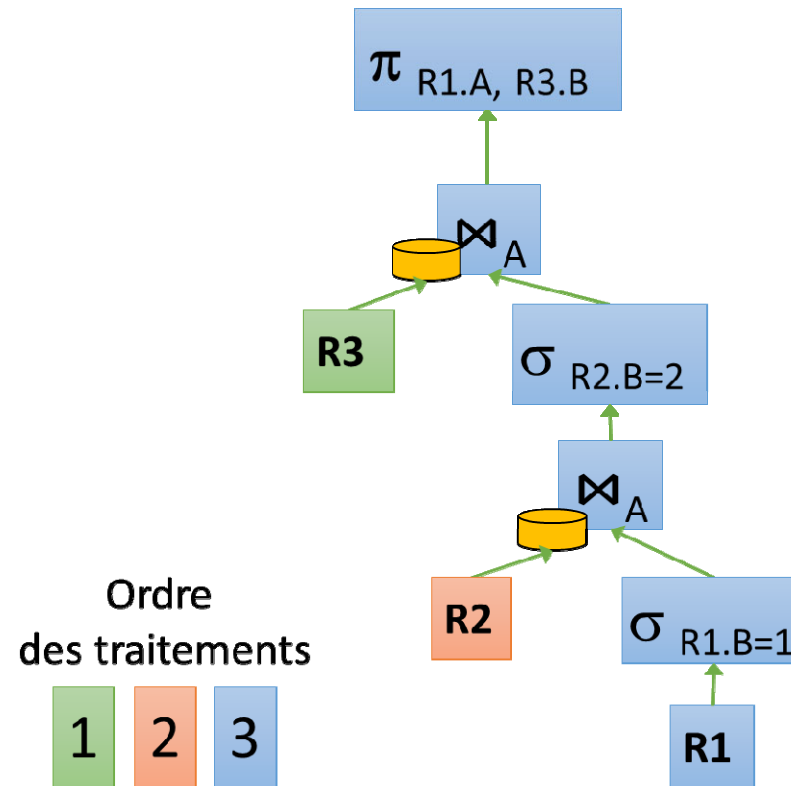 π R1.A, R3.B
⋈ A
R3
σ R2.B=2
⋈ A
R2
σ R1.B=1
R1
Ordre
des traitements
1 2 3